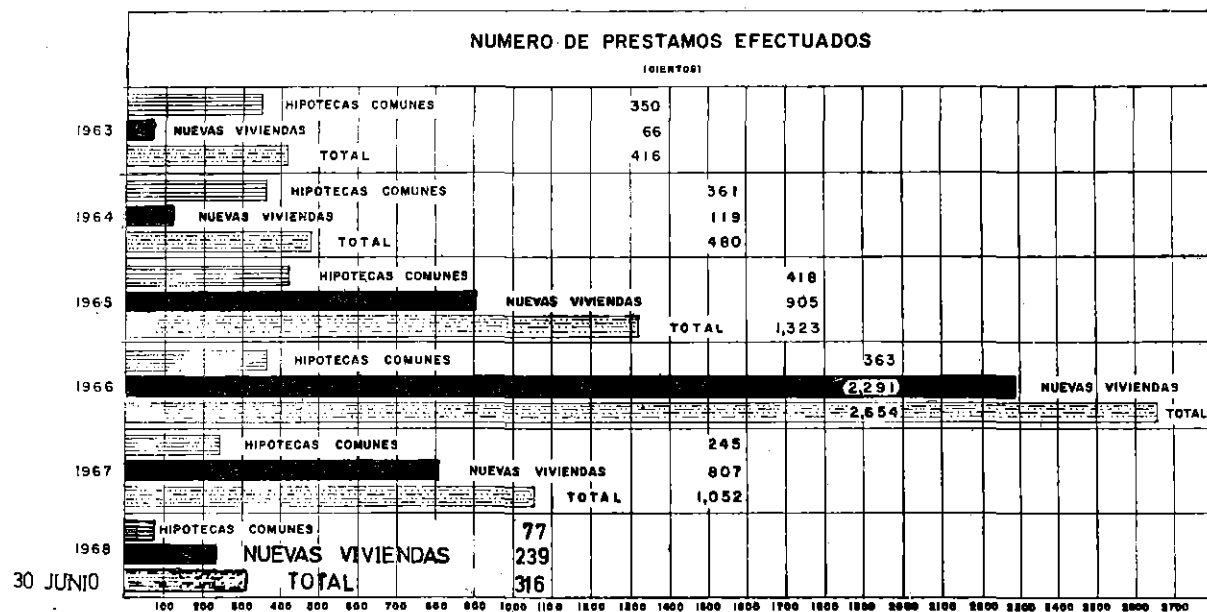 NUMERO DE PRESTAMOS EFECTUADOS
(CIENTOS)
HIPOTECAS COMUNES 350
1963 NUEVAS VIVIENDAS 66
TOTAL 416
HIPOTECAS COMUNES 361
1964 NUEVAS VIVIENDAS 119
TOTAL 480
HIPOTECAS COMUNES 418
1965 NUEVAS VIVIENDAS 905
TOTAL 1,323
HIPOTECAS COMUNES 363
1966 2,291 NUEVAS VIVIENDAS
2,654 TOTAL
HIPOTECAS COMUNES 245
1967 NUEVAS VIVIENDAS 807
TOTAL 1,052
HIPOTECAS COMUNES 77
1968 NUEVAS VIVIENDAS 239
30 JUNIO TOTAL 316
100 200 300 400 500 600 700 800 900 1000 1100 1200 1300 1400 1500 1600 1700 1800 1900 2000 2100 2200 2300 2400 2500 2600 2700